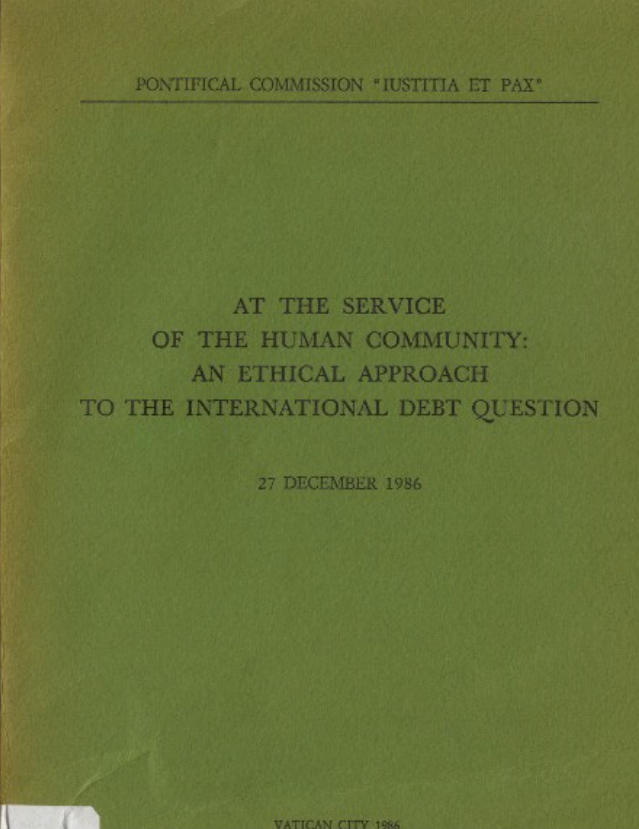 PONTIFICAL COMMISSION "IUSTITIA ET PAX"
AT THE SERVICE
OF THE HUMAN COMMUNITY:
AN ETHICAL APPROACH
TO THE INTERNATIONAL DEBT QUESTION
27 DECEMBER 1986
VATICAN CITY 1986